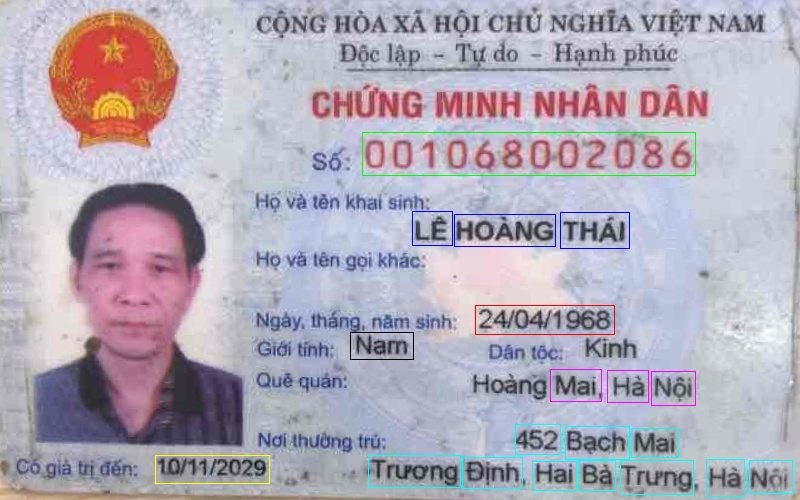 CỘNG HÒA XÃ HỘI CHỦ NGHĨA VIỆT NAM
Độc lập - Tự do - Hạnh phúc
CHỨNG MINH NHÂN DÂN
Số: 001068002086
Họ và tên khai sinh:
LÊ HOÀNG THÁI
Họ và tên gọi khác:
Ngày, tháng, năm sinh: 24/04/1968
Giới tính: Nam Dân tộc: Kinh
Quê quán: Hoàng Mai, Hà Nội
Nơi thường trú: 452 Bạch Mai
Có giá trị đến: 10/11/2029 Trương Định, Hai Bà Trưng, Hà Nội